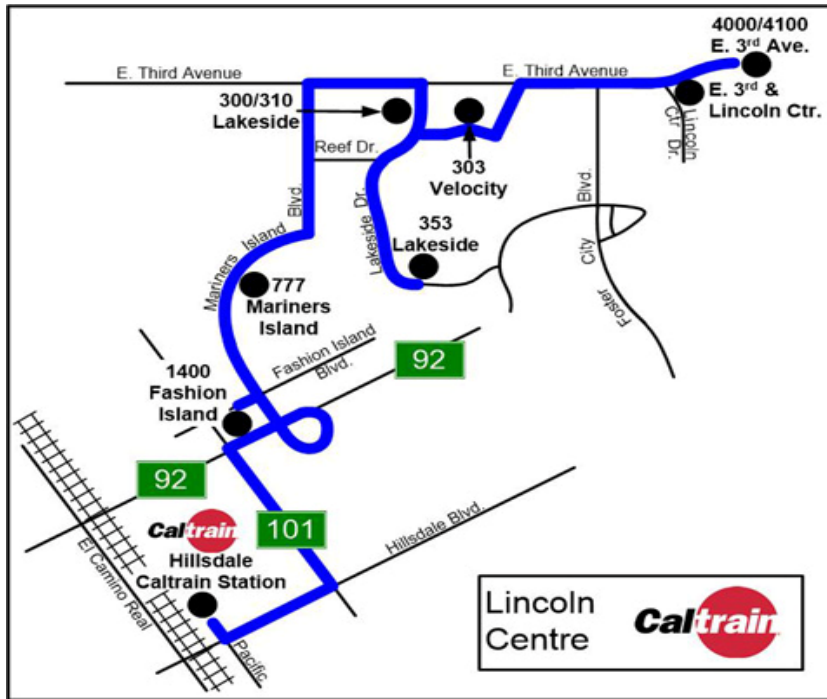 4000/4100
E. 3rd Ave.
E. Third Avenue
E. Third Avenue
E. 3rd &
Lincoln Ctr.
300/310
Lakeside
Lincoln
Ctr Dr.
Reef Dr.
303
Velocity
Mariners Island Blvd.
Lakeside Dr.
353
Lakeside
Foster City Blvd.
777
Mariners
Island
Fashion Island
Blvd.
92
1400
Fashion
Island
92
101
Caltrain
Hillsdale
Caltrain Station
Hillsdale Blvd.
El Camino Real
Pacific
Lincoln
Centre
Caltrain